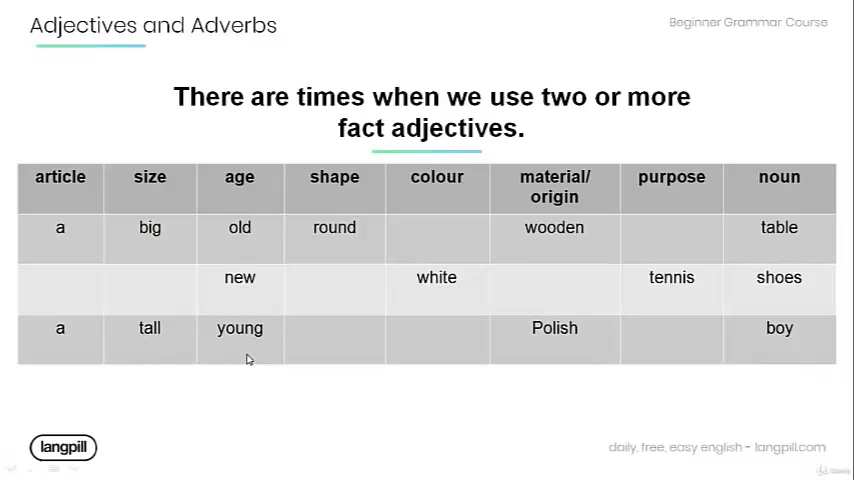 Adjectives and Adverbs
Beginner Grammar Course
There are times when we use two or more
fact adjectives.
article size age shape colour material/ origin purpose noun
a big old round wooden table
new white tennis shoes
a tall young Polish boy
langpill
daily, free, easy english - langpill.com
Udemy